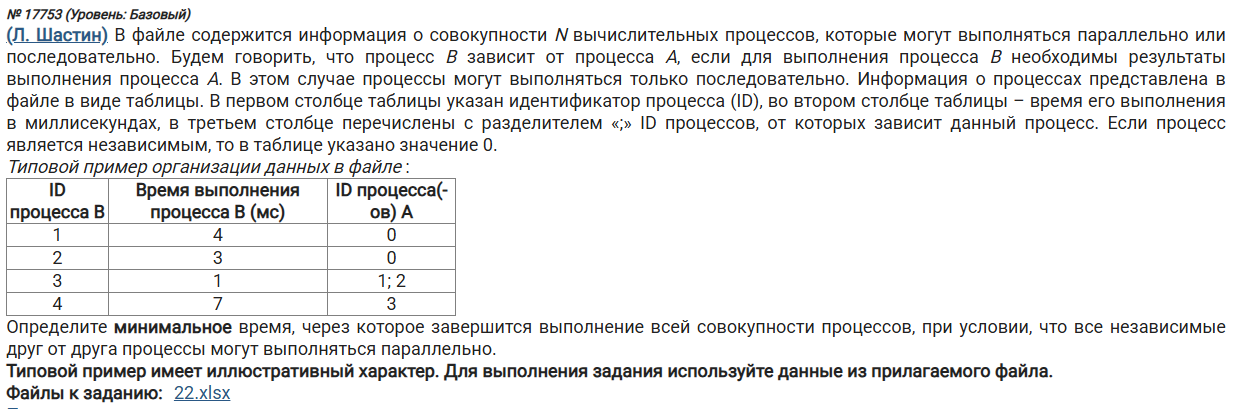 № 17753 (Уровень: Базовый)
(Л. Шастин) В файле содержится информация о совокупности N вычислительных процессов, которые могут выполняться параллельно или
последовательно. Будем говорить, что процесс B зависит от процесса A, если для выполнения процесса B необходимы результаты
выполнения процесса A. В этом случае процессы могут выполняться только последовательно. Информация о процессах представлена в
файле в виде таблицы. В первом столбце таблицы указан идентификатор процесса (ID), во втором столбце таблицы – время его выполнения
в миллисекундах, в третьем столбце перечислены с разделителем «;» ID процессов, от которых зависит данный процесс. Если процесс
является независимым, то в таблице указано значение 0.
Типовой пример организации данных в файле :
ID Время выполнения ID процесса(-
процесса B процесса B (мс) ов) A
1 4 0
2 3 0
3 1 1; 2
4 7 3
Определите минимальное время, через которое завершится выполнение всей совокупности процессов, при условии, что все независимые
друг от друга процессы могут выполняться параллельно.
Типовой пример имеет иллюстративный характер. Для выполнения задания используйте данные из прилагаемого файла.
Файлы к заданию: 22.xlsx